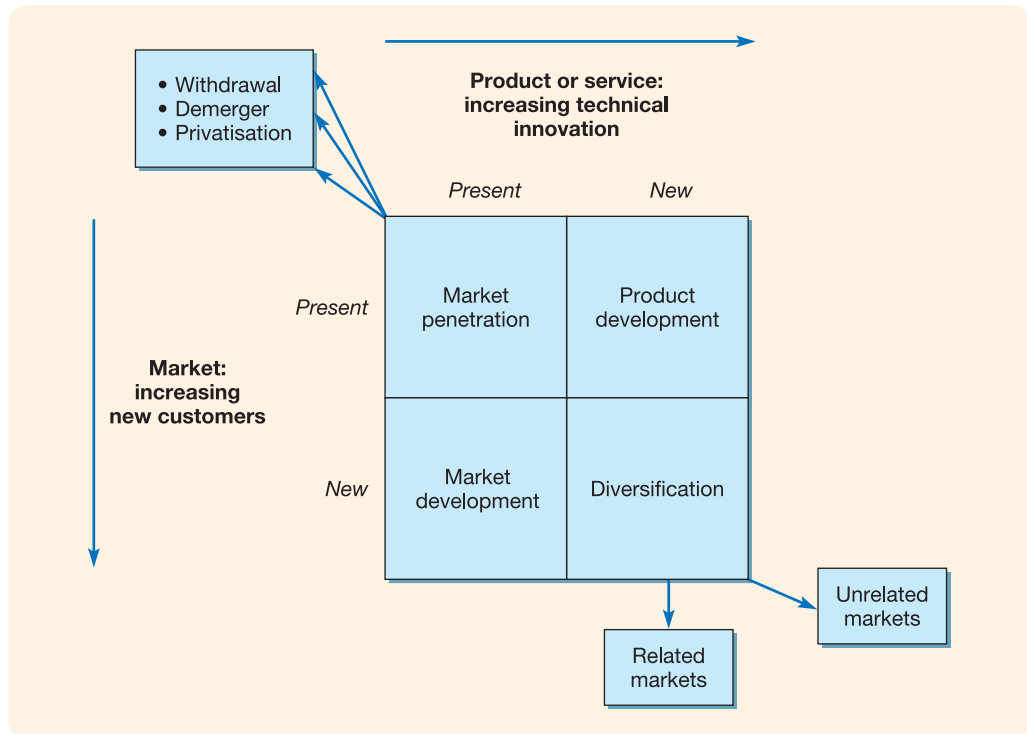 • Withdrawal
• Demerger
• Privatisation
Product or service:
increasing technical
innovation
Present
New
Present
Market
penetration
Product
development
Market:
increasing
new customers
New
Market
development
Diversification
Unrelated
markets
Related
markets